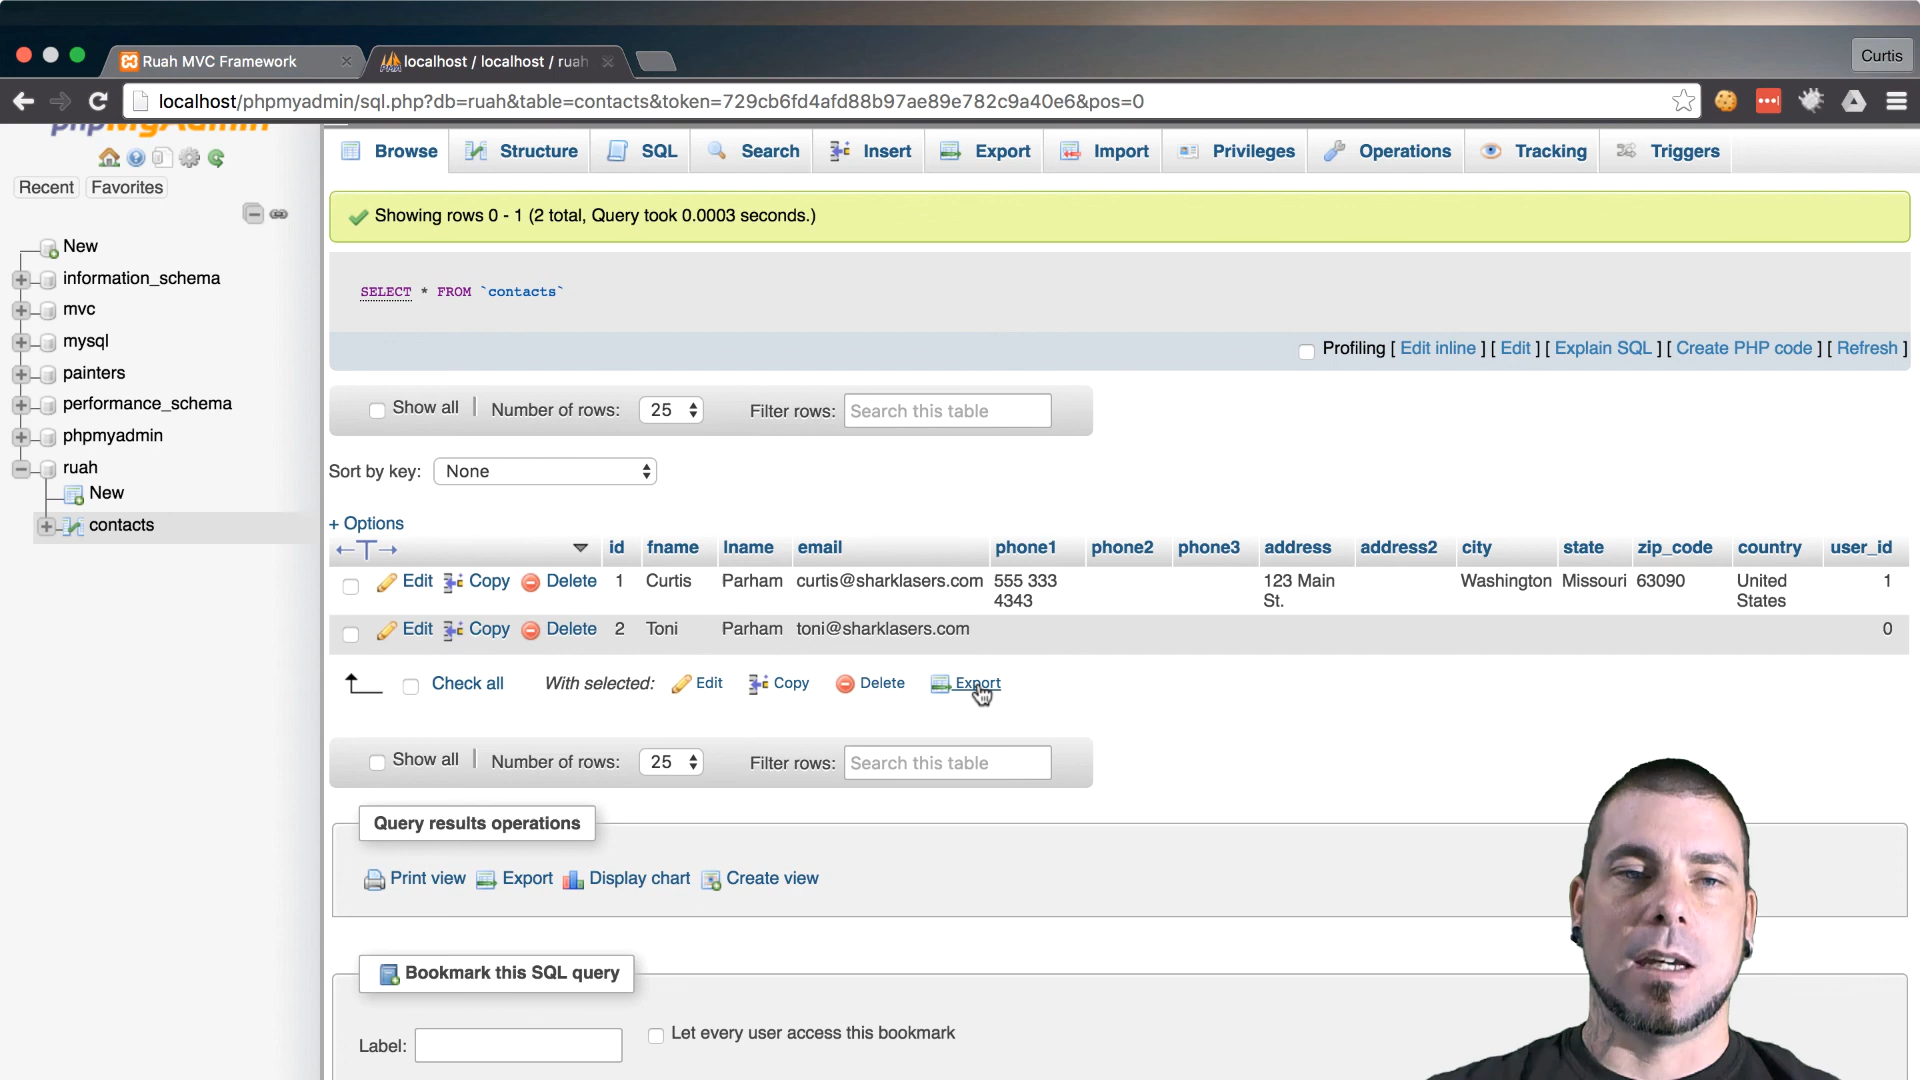 Ruah MVC Framework
localhost / localhost / ruah
Curtis
localhost/phpmyadmin/sql.php?db=ruah&table=contacts&token=729cb6fd4afd88b97ae89e782c9a40e6&pos=0
phpMyAdmin
Browse Structure SQL Search Insert Export Import Privileges Operations Tracking Triggers
Recent Favorites
New
information_schema
mvc
mysql
painters
performance_schema
phpmyadmin
ruah
New
contacts
Showing rows 0 - 1 (2 total, Query took 0.0003 seconds.)
SELECT * FROM `contacts`
Profiling [ Edit inline ] [ Edit ] [ Explain SQL ] [ Create PHP code ] [ Refresh ]
Show all | Number of rows: 25 Filter rows: Search this table
Sort by key: None
+ Options
←T→ id fname lname email phone1 phone2 phone3 address address2 city state zip_code country user_id
Edit Copy Delete 1 Curtis Parham curtis@sharklasers.com 555 333 123 Main Washington Missouri 63090 United 1
4343 St. States
Edit Copy Delete 2 Toni Parham toni@sharklasers.com 0
Check all With selected: Edit Copy Delete Export
Show all | Number of rows: 25 Filter rows: Search this table
Query results operations
Print view Export Display chart Create view
Bookmark this SQL query
Label: Let every user access this bookmark